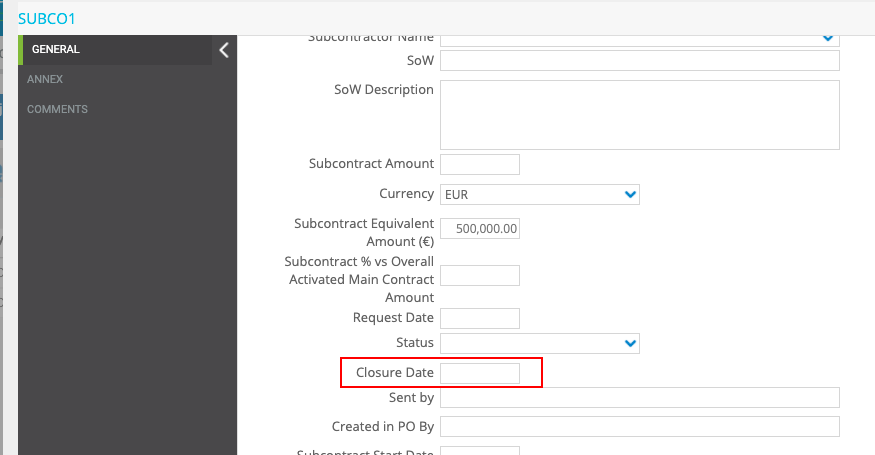 SUBCO1
GENERAL
ANNEX
COMMENTS
Subcontractor Name
SoW
SoW Description
Subcontract Amount
Currency EUR
Subcontract Equivalent
Amount (€) 500,000.00
Subcontract % vs Overall
Activated Main Contract
Amount
Request Date
Status
Closure Date
Sent by
Created in PO By
Subcontract Start Date